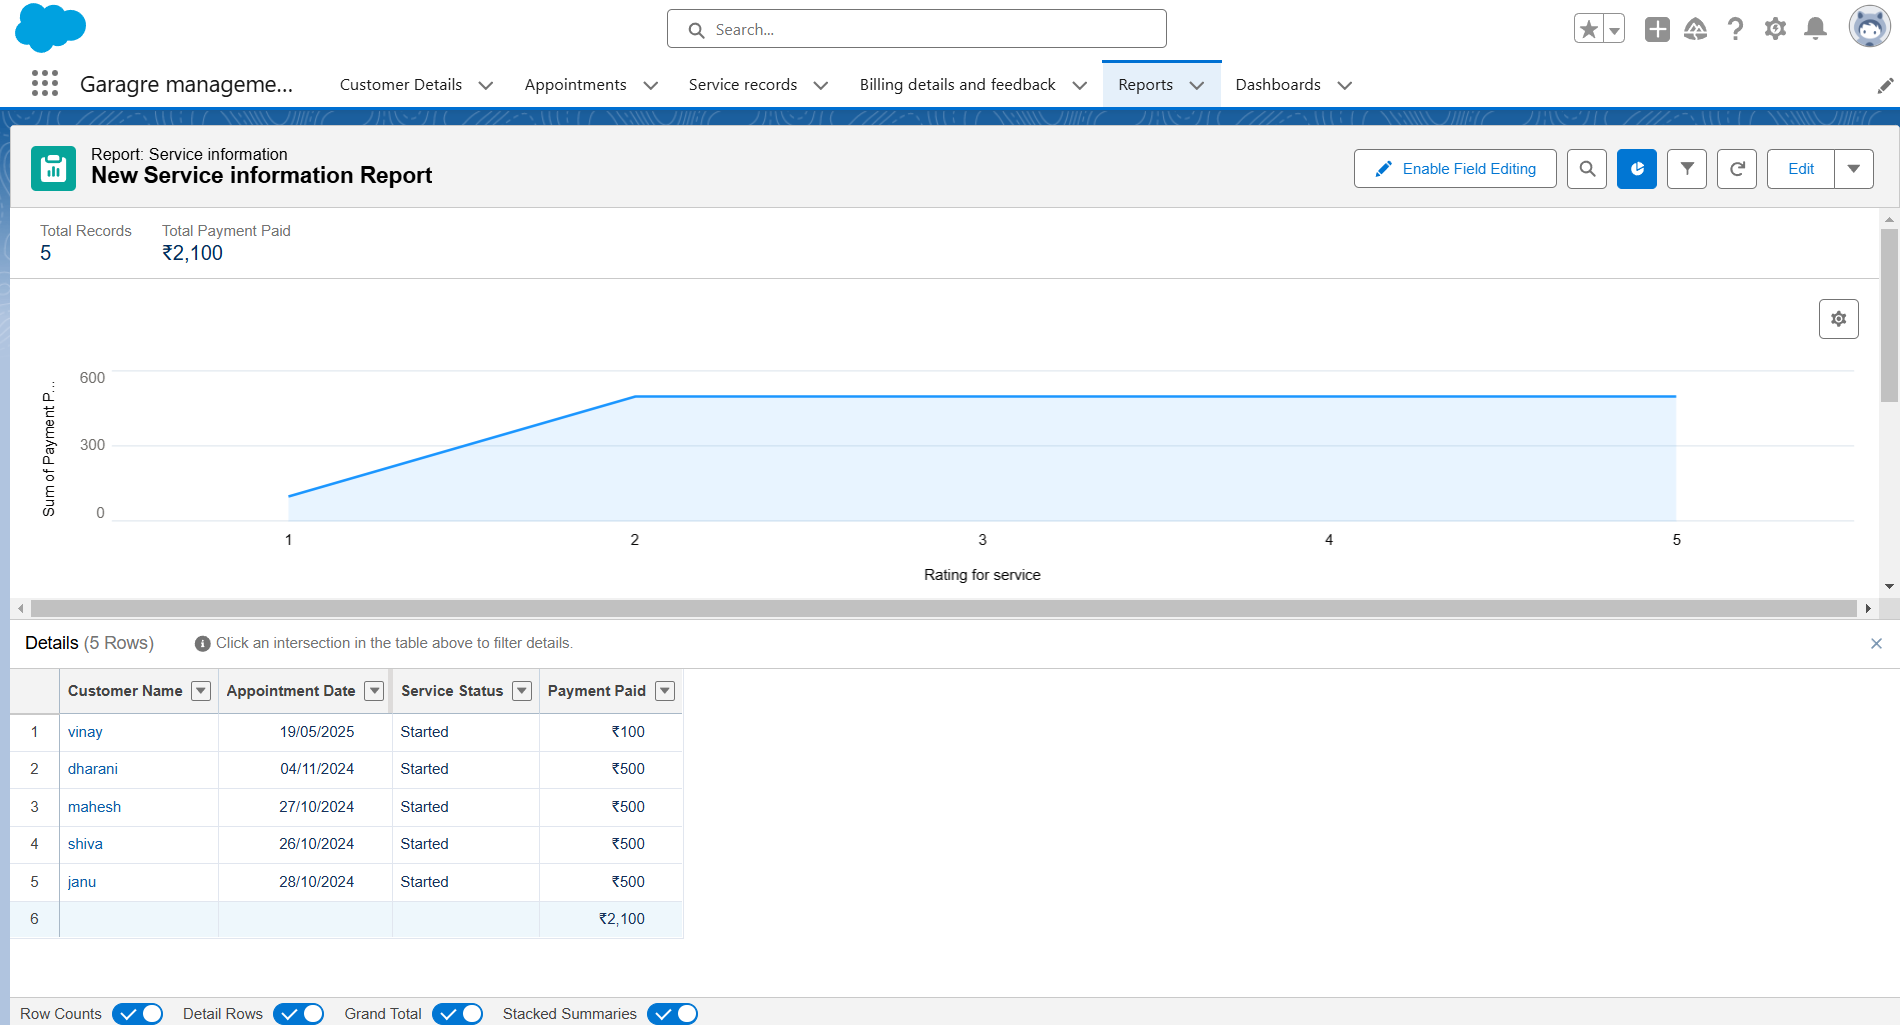 Search...
Garagre manageme...
Customer Details
Appointments
Service records
Billing details and feedback
Reports
Dashboards
Report: Service information
New Service information Report
Enable Field Editing
Edit
Total Records
Total Payment Paid
5
₹2,100
Sum of Payment P...
600
300
0
1 2 3 4 5
Rating for service
Details (5 Rows)
Click an intersection in the table above to filter details.
Customer Name Appointment Date Service Status Payment Paid
1 vinay 19/05/2025 Started ₹100
2 dharani 04/11/2024 Started ₹500
3 mahesh 27/10/2024 Started ₹500
4 shiva 26/10/2024 Started ₹500
5 janu 28/10/2024 Started ₹500
6 ₹2,100
Row Counts Detail Rows Grand Total Stacked Summaries